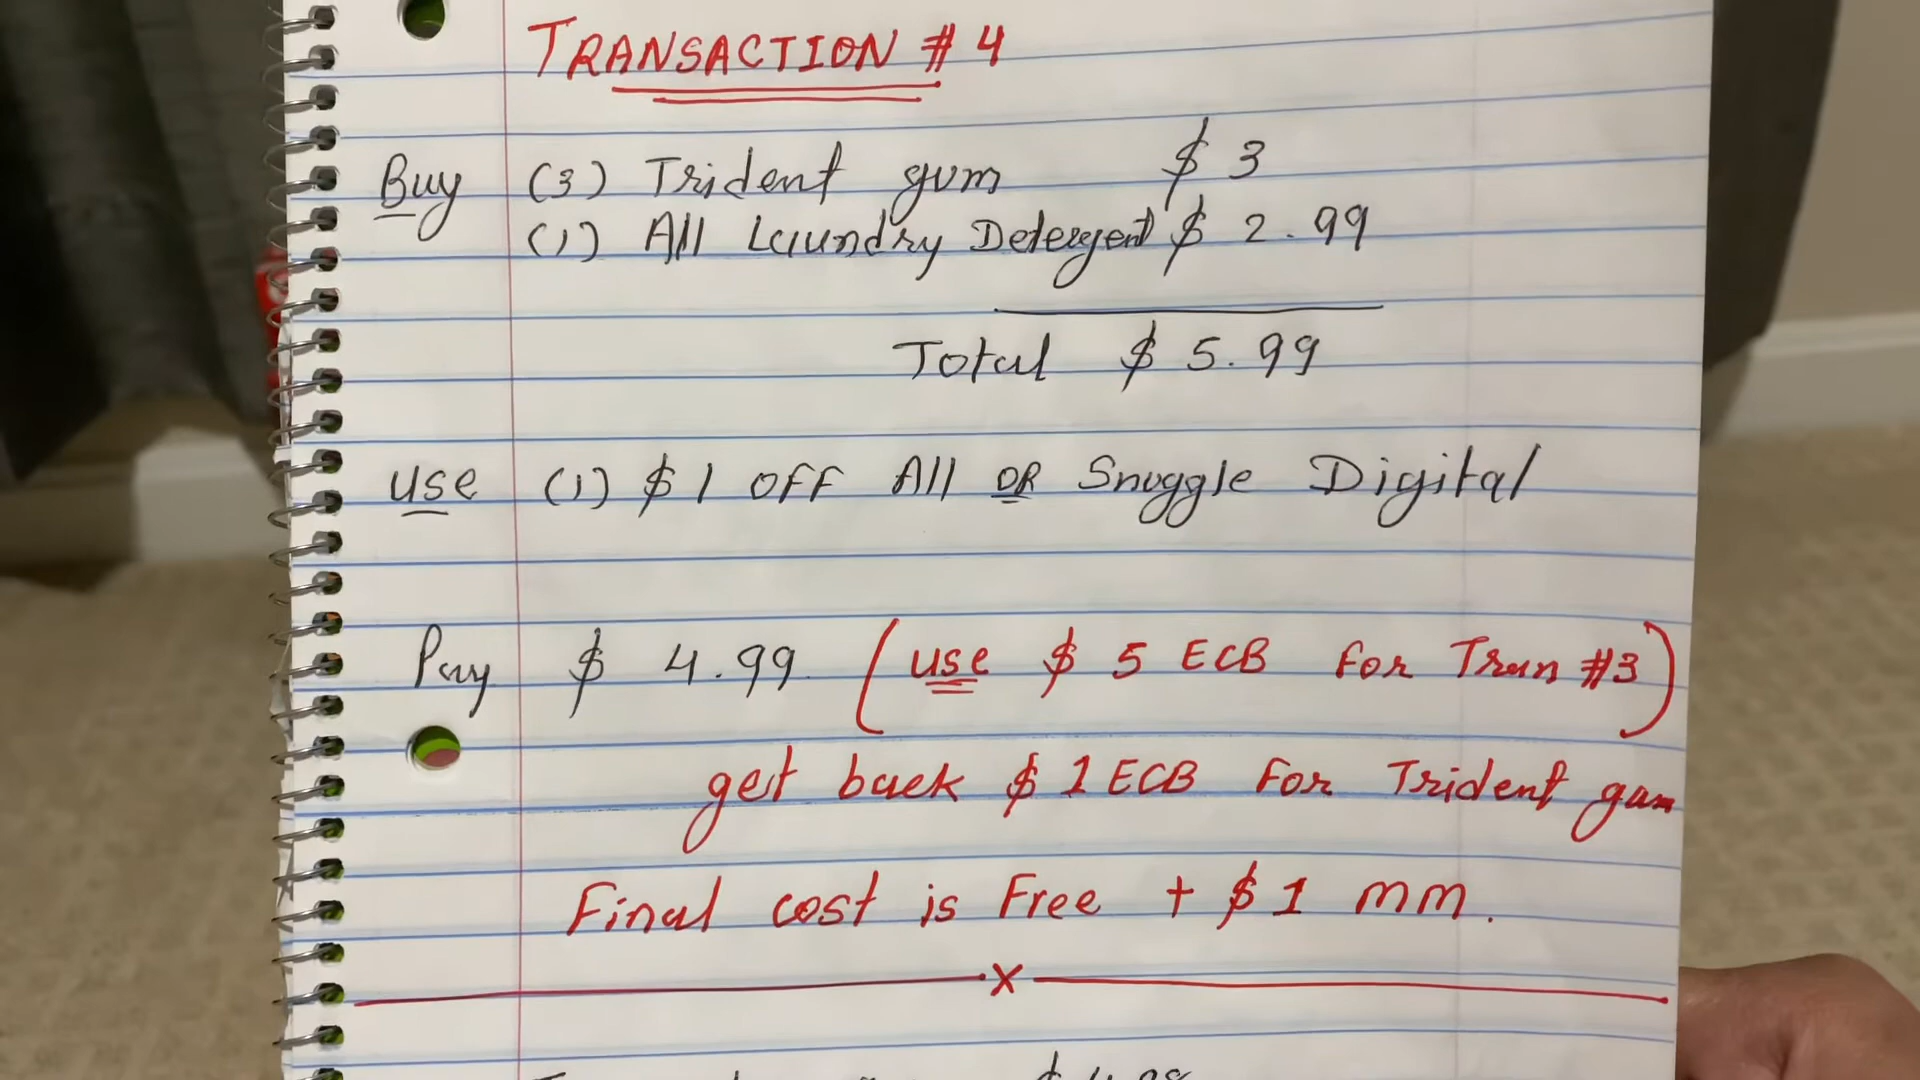 TRANSACTION # 4
Buy (3) Trident gum $ 3
(1) All Laundry Detergent $ 2.99
Total $ 5.99
Use (1) $1 OFF All OR Snuggle Digital
Pay $ 4.99 (use $ 5 ECB For Tran #3)
get back $ 1 ECB For Trident gum
Final cost is Free + $1 mm.
x